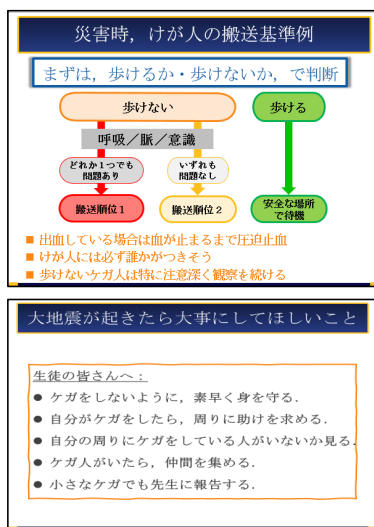 災害時，けが人の搬送基準例
まずは，歩けるか・歩けないか，で判断
歩けない
歩ける
呼吸／脈／意識
どれか１つでも
問題あり
いずれも
問題なし
搬送順位１
搬送順位２
安全な場所
で待機
■ 出血している場合は血が止まるまで圧迫止血
■ けが人には必ず誰かがつきそう
■ 歩けないケガ人は特に注意深く観察を続ける
大地震が起きたら大事にしてほしいこと
生徒の皆さんへ：
● ケガをしないように，素早く身を守る．
● 自分がケガをしたら，周りに助けを求める．
● 自分の周りにケガをしている人がいないか見る．
● ケガ人がいたら，仲間を集める．
● 小さなケガでも先生に報告する．